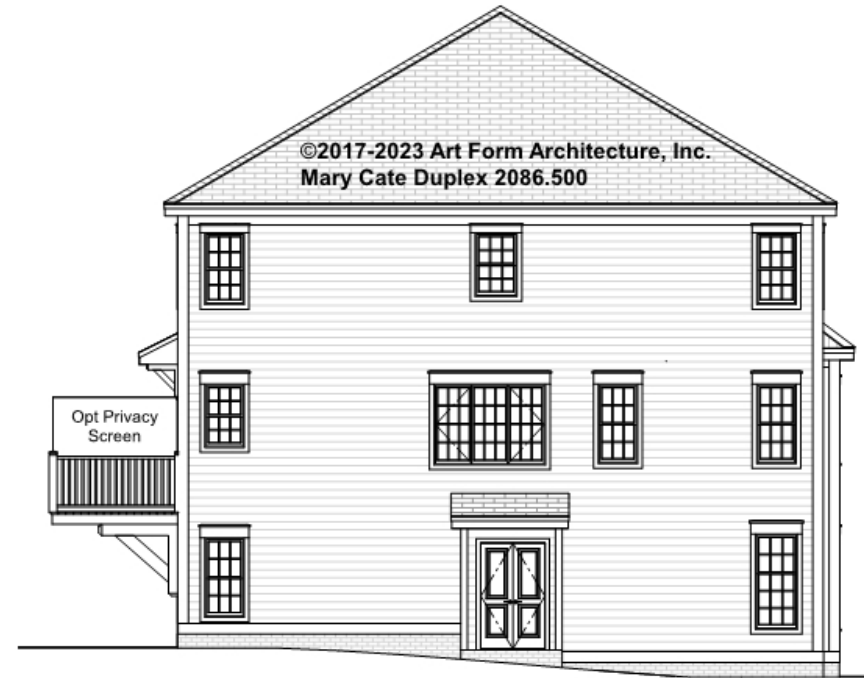 ©2017-2023 Art Form Architecture, Inc.
Mary Cate Duplex 2086.500
Opt Privacy
Screen